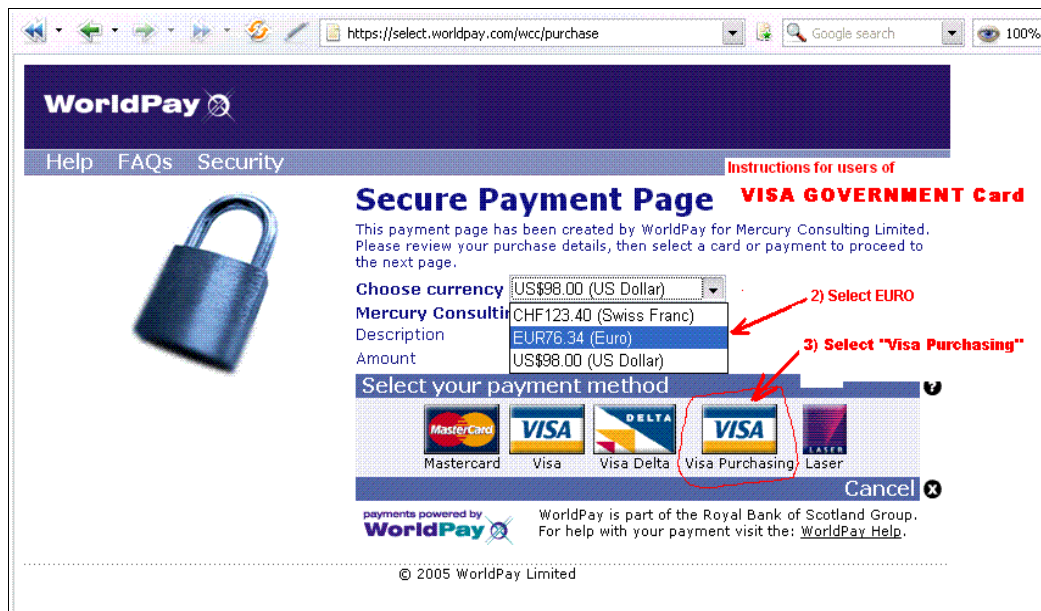 https://select.worldpay.com/wcc/purchase
Google search
100%
WorldPay
Help FAQs Security
Instructions for users of
VISA GOVERNMENT Card
Secure Payment Page
This payment page has been created by WorldPay for Mercury Consulting Limited.
Please review your purchase details, then select a card or payment to proceed to
the next page.
Choose currency US$98.00 (US Dollar)
2) Select EURO
Mercury Consulti
CHF123.40 (Swiss Franc)
Description
EUR76.34 (Euro)
Amount
US$98.00 (US Dollar)
3) Select "Visa Purchasing"
Select your payment method
?
MasterCard VISA DELTA VISA LASER
Mastercard Visa Visa Delta Visa Purchasing Laser
Cancel X
payments powered by
WorldPay
WorldPay is part of the Royal Bank of Scotland Group.
For help with your payment visit the: WorldPay Help.
© 2005 WorldPay Limited